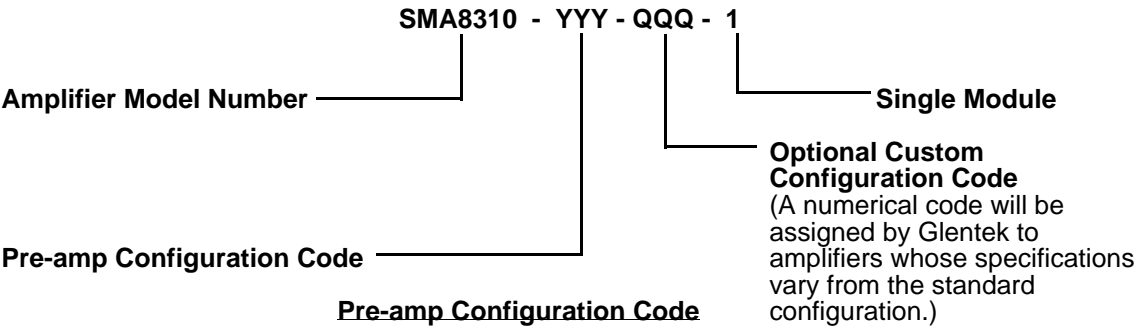 SMA8310 - YYY - QQQ - 1
Amplifier Model Number
Single Module
Optional Custom
Configuration Code
(A numerical code will be
assigned by Glentek to
amplifiers whose specifications
vary from the standard
configuration.)
Pre-amp Configuration Code
Pre-amp Configuration Code